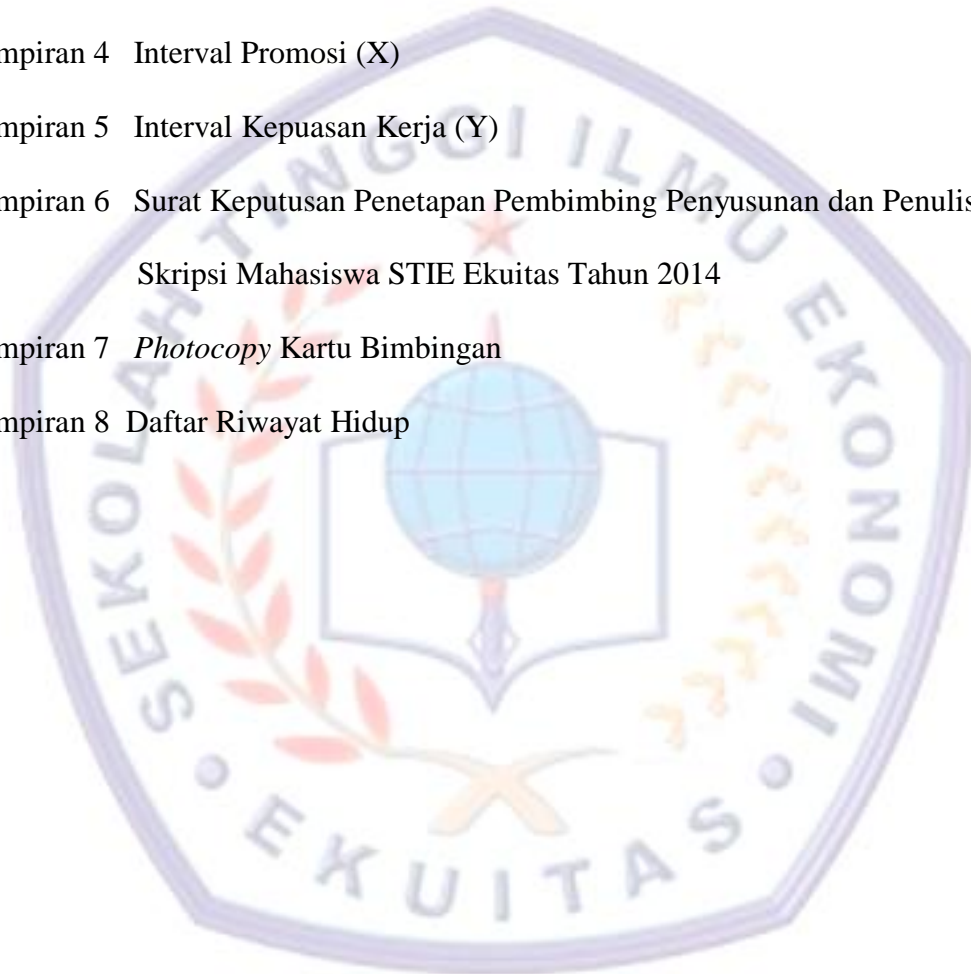 mpiran 4 Interval Promosi (X)
mpiran 5 Interval Kepuasan Kerja (Y)
mpiran 6 Surat Keputusan Penetapan Pembimbing Penyusunan dan Penulis
Skripsi Mahasiswa STIE Ekuitas Tahun 2014
mpiran 7 Photocopy Kartu Bimbingan
mpiran 8 Daftar Riwayat Hidup
SEKOLAH TINGGI ILMU EKONOMI
• EKUITAS •